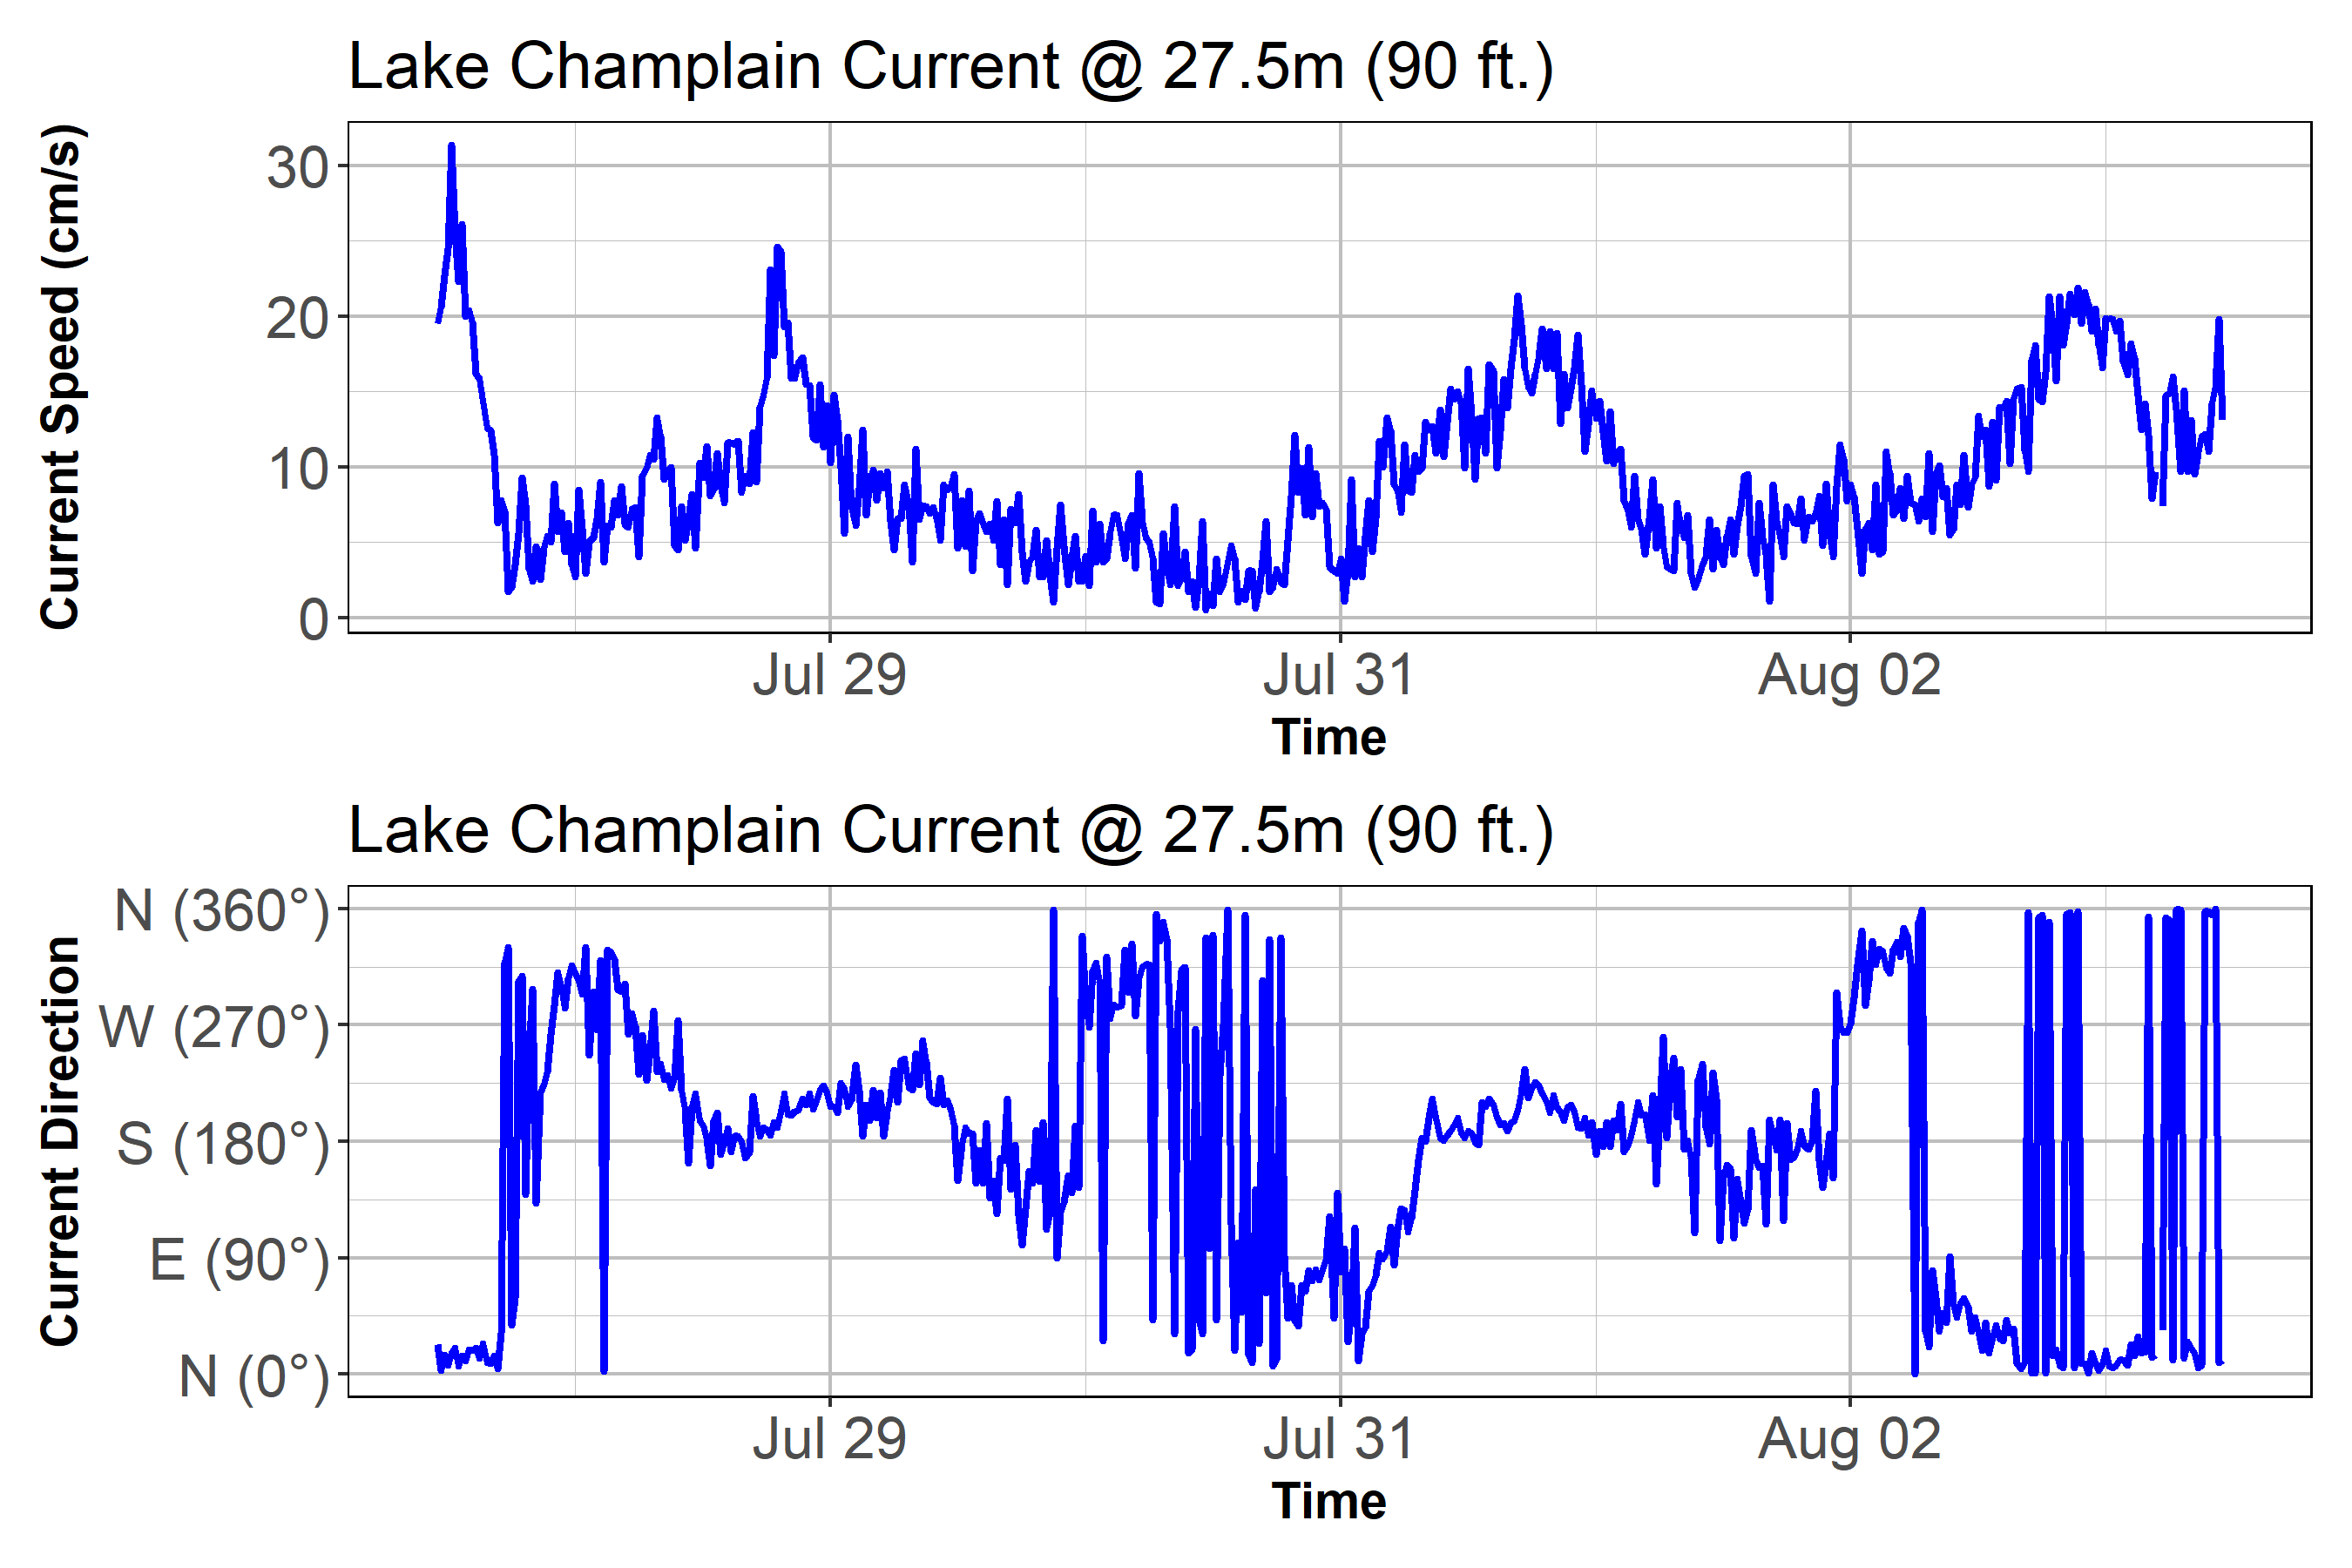 Lake Champlain Current @ 27.5m (90 ft.)
Current Speed (cm/s)
30
20
10
0
Jul 29 Jul 31 Aug 02
Time
Lake Champlain Current @ 27.5m (90 ft.)
Current Direction
N (360°)
W (270°)
S (180°)
E (90°)
N (0°)
Jul 29 Jul 31 Aug 02
Time